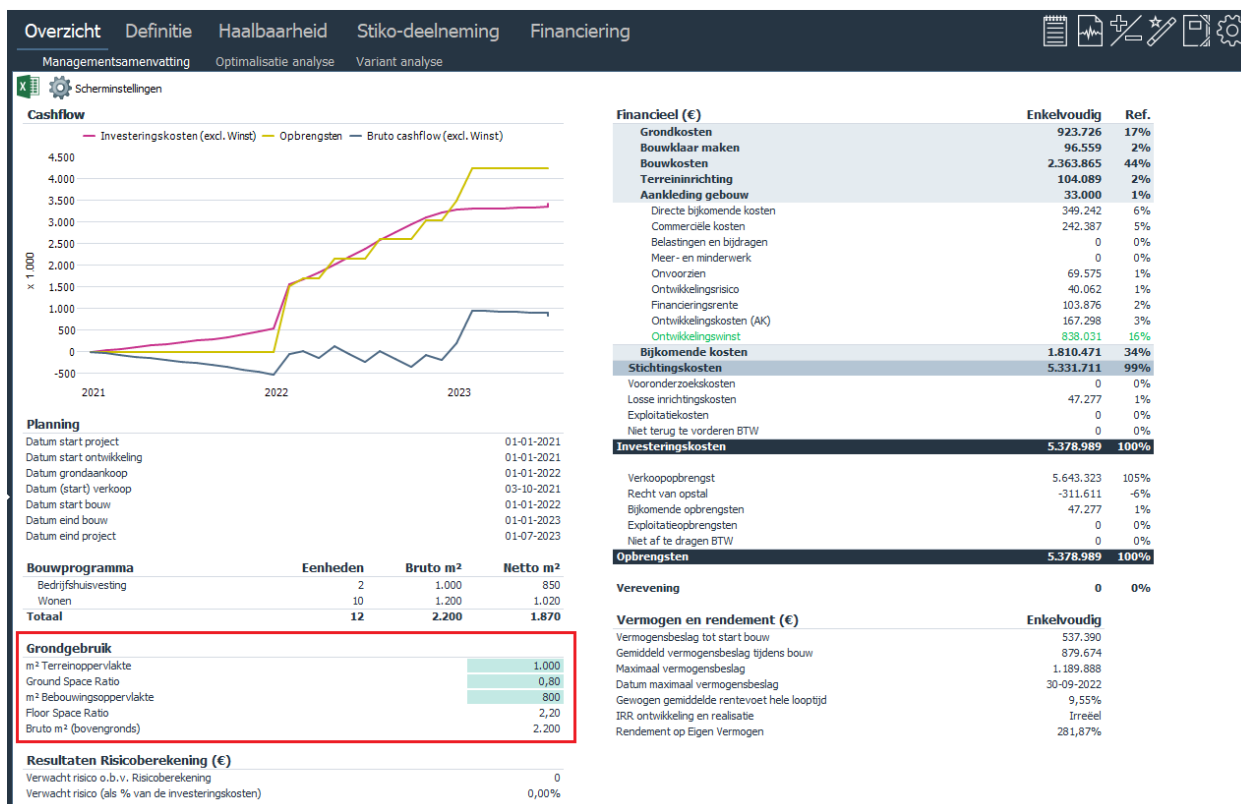 Overzicht Definitie Haalbaarheid Stiko-deelneming Financiering
Managementsamenvatting Optimalisatie analyse Variant analyse
Scherminstellingen
Cashflow
Investeringskosten (excl. Winst) Opbrengsten Bruto cashflow (excl. Winst)
4.500
4.000
3.500
3.000
2.500
2.000
1.500
1.000
500
0
-500
x 1.000
2021 2022 2023
Planning
Datum start project 01-01-2021
Datum start ontwikkeling 01-01-2021
Datum grondaankoop 01-01-2022
Datum (start) verkoop 03-10-2021
Datum start bouw 01-01-2022
Datum eind bouw 01-01-2023
Datum eind project 01-07-2023
Bouwprogramma Eenheden Bruto m² Netto m²
Bedrijfshuisvesting 2 1.000 850
Wonen 10 1.200 1.020
Totaal 12 2.200 1.870
Grondgebruik
m² Terreinoppervlakte 1.000
Ground Space Ratio 0,80
m² Bebouwingsoppervlakte 800
Floor Space Ratio 2,20
Bruto m² (bovengronds) 2.200
Resultaten Risicoberekening (€)
Verwacht risico o.b.v. Risicoberekening 0
Verwacht risico (als % van de investeringskosten) 0,00%
Financieel (€) Enkelvoudig Ref.
Grondkosten 923.726 17%
Bouwklaar maken 96.559 2%
Bouwkosten 2.363.865 44%
Terreininrichting 104.089 2%
Aankleding gebouw 33.000 1%
Directe bijkomende kosten 349.242 6%
Commerciële kosten 242.387 5%
Belastingen en bijdragen 0 0%
Meer- en minderwerk 0 0%
Onvoorzien 69.575 1%
Ontwikkelingsrisico 40.062 1%
Financieringsrente 103.876 2%
Ontwikkelingskosten (AK) 167.298 3%
Ontwikkelingswinst 838.031 16%
Bijkomende kosten 1.810.471 34%
Stichtingskosten 5.331.711 99%
Vooronderzoekskosten 0 0%
Losse inrichtingskosten 47.277 1%
Exploitatiekosten 0 0%
Niet terug te vorderen BTW 0 0%
Investeringskosten 5.378.989 100%
Verkoopopbrengst 5.643.323 105%
Recht van opstal -311.611 -6%
Bijkomende opbrengsten 47.277 1%
Exploitatieopbrengsten 0 0%
Niet af te dragen BTW 0 0%
Opbrengsten 5.378.989 100%
Verevening 0 0%
Vermogen en rendement (€) Enkelvoudig
Vermogensbeslag tot start bouw 537.390
Gemiddeld vermogensbeslag tijdens bouw 879.674
Maximaal vermogensbeslag 1.189.888
Datum maximaal vermogensbeslag 30-09-2022
Gewogen gemiddelde rentevoet hele looptijd 9,55%
IRR ontwikkeling en realisatie Irreëel
Rendement op Eigen Vermogen 281,87%